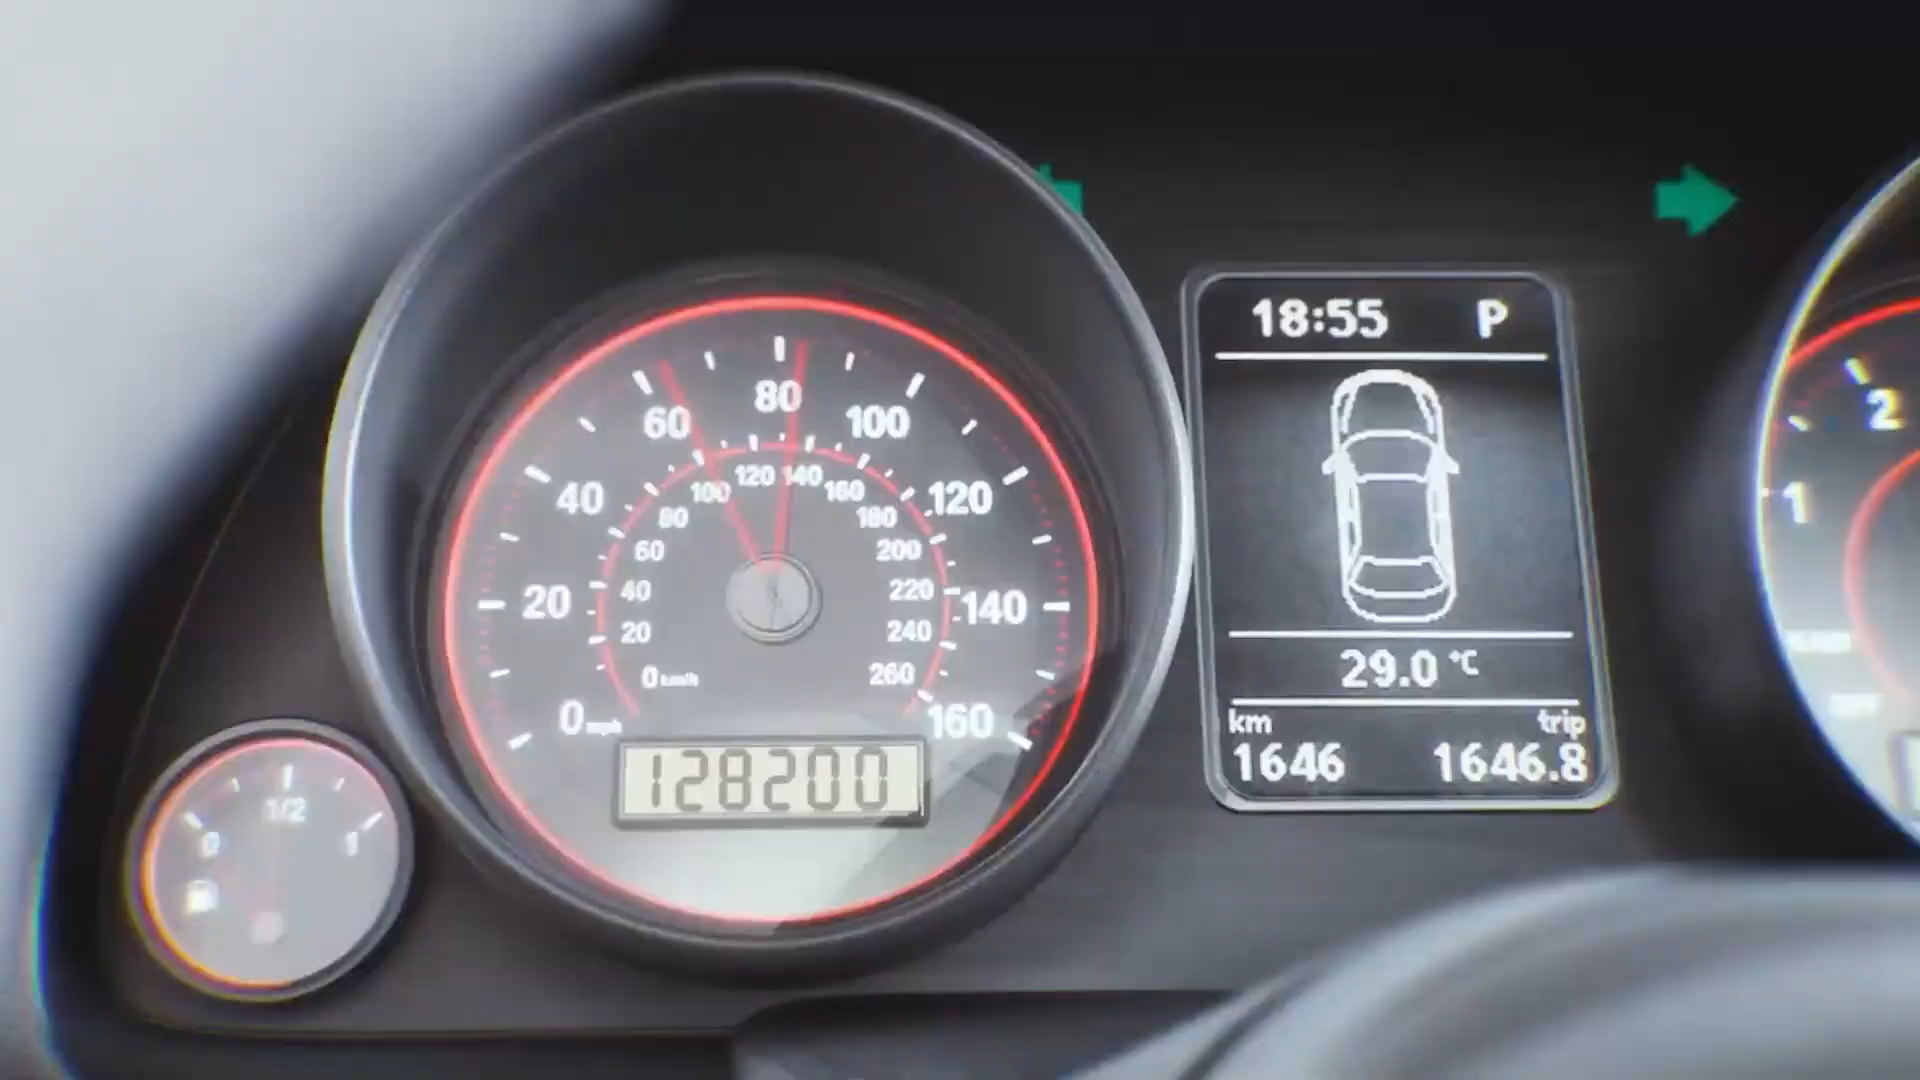 18:55 P
80
60 100
120 140
100 160
40 80 180 120
60 200
20 40 220 140
20 240
0 km/h 260
0 mph 160
128200
29.0 °C
km trip
1646 1646.8
0 1/2 1
1 2